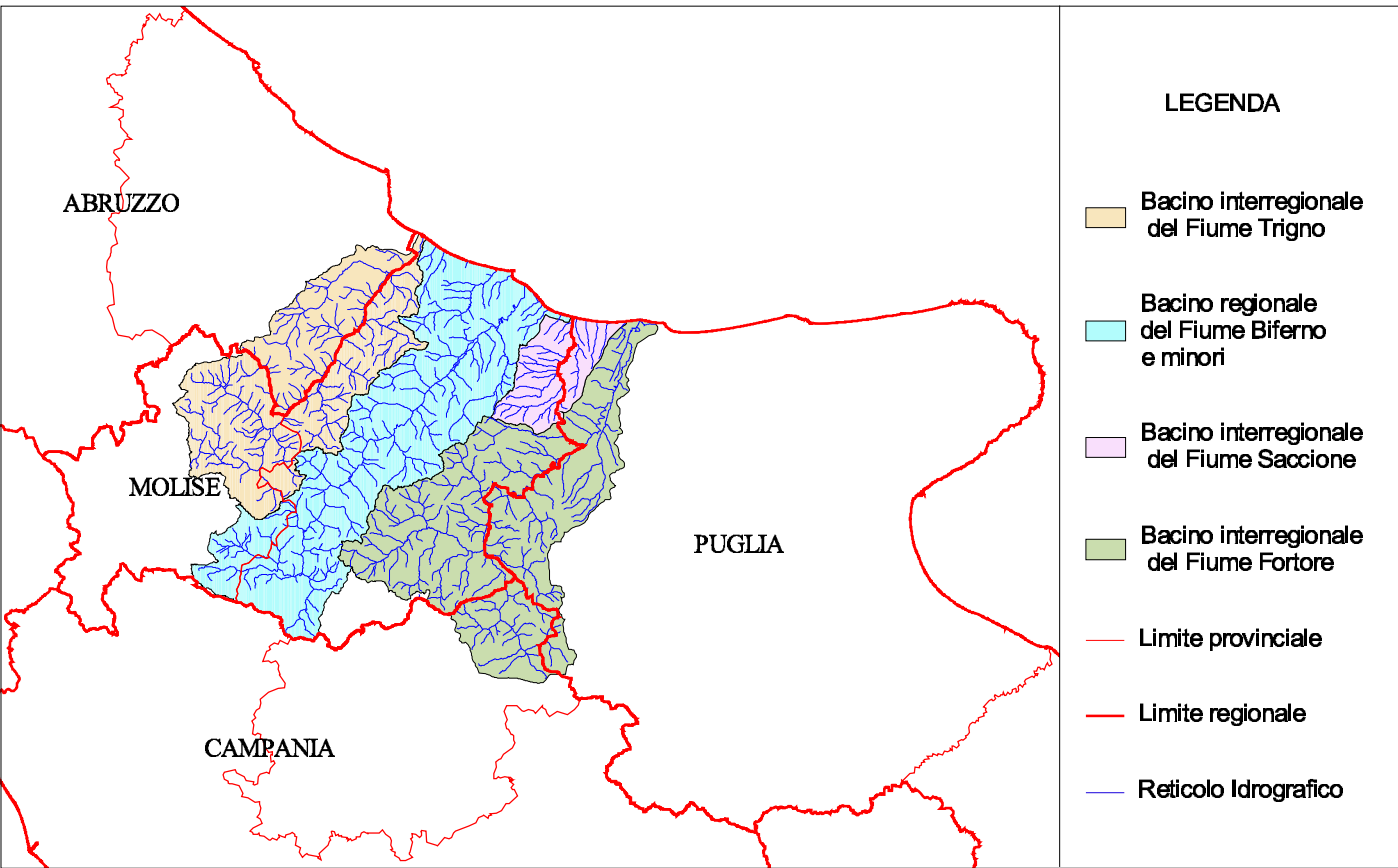 ABRUZZO
MOLISE
PUGLIA
CAMPANIA
LEGENDA
Bacino interregionale
del Fiume Trigno
Bacino regionale
del Fiume Biferno
e minori
Bacino interregionale
del Fiume Saccione
Bacino interregionale
del Fiume Fortore
Limite provinciale
Limite regionale
Reticolo Idrografico